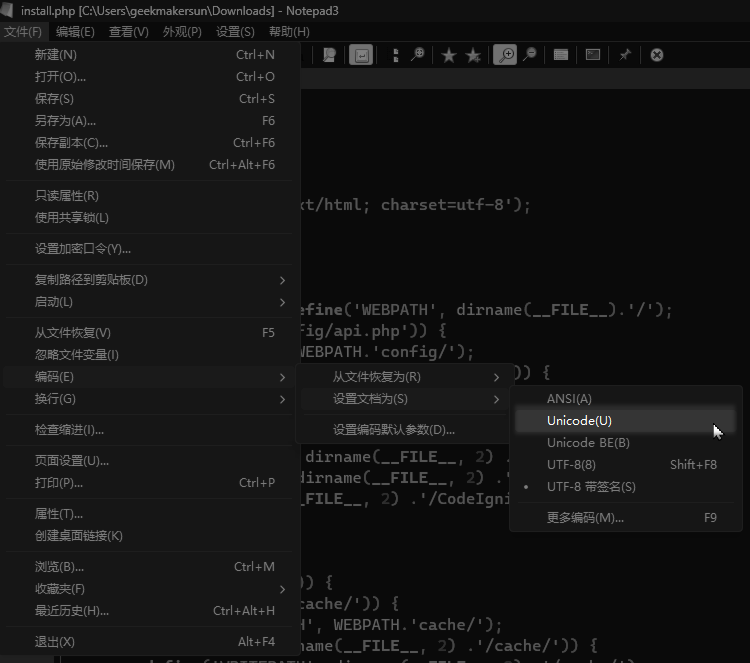 install.php [C:\Users\geekmakersun\Downloads] - Notepad3
文件(F) 编辑(E) 查看(V) 外观(P) 设置(S) 帮助(H)
新建(N) Ctrl+N
打开(O)... Ctrl+O
保存(S) Ctrl+S
另存为(A)... F6
保存副本(C)... Ctrl+F6
使用原始修改时间保存(M) Ctrl+Alt+F6
只读属性(R)
xt/html; charset=utf-8');
使用共享锁(L)
设置加密口令(Y)...
复制路径到剪贴板(D)
启动(L)
efine('WEBPATH', dirname(__FILE__).'/');
从文件恢复(V) F5
fig/api.php')) {
忽略文件变量(I)
WEBPATH.'config/');
编码(E)
从文件恢复为(R)
)) {
换行(G)
设置文档为(S)
ANSI(A)
Unicode(U)
检查缩进(I)...
设置编码默认参数(D)...
Unicode BE(B)
页面设置(U)...
dirname(__FILE__, 2) .
UTF-8(8) Shift+F8
打印(P)... Ctrl+P
dirname(__FILE__, 2) .'
UTF-8 带签名(S)
_FILE__, 2) .'/CodeIgni
属性(T)...
更多编码(M)... F9
创建桌面链接(K)
浏览(B)... Ctrl+M
)) {
收藏夹(F)
cache/')) {
最近历史(H)... Ctrl+Alt+H
H', WEBPATH.'cache/');
退出(X) Alt+F4
name(__FILE__, 2) .'/cache/')) {